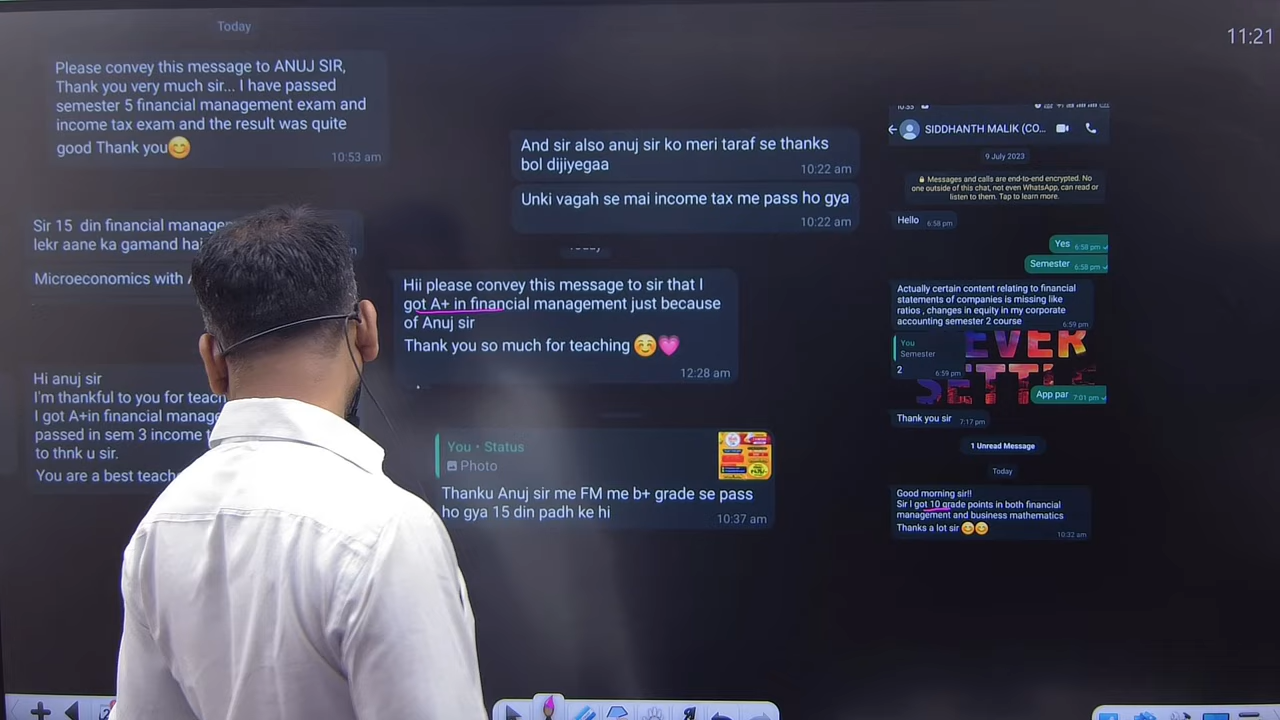 Today
11:21
Please convey this message to ANUJ SIR,
Thank you very much sir... I have passed
semester 5 financial management exam and
income tax exam and the result was quite
good Thank you😊
10:53 am
Sir 15 din financial
lekr aane ka gamand
Microeconomics with
Hi anuj sir
I'm thankful to you for
I got A+in financial
passed in sem 3 income
to thnk u sir.
are a best
And sir also anuj sir ko meri taraf se thanks
bol dijiyegaa
10:22 am
Unki vagah se mai income tax me pass ho gya
10:22 am
Hii please convey this message to sir that I
got A+ in financial management just because
of Anuj sir
Thank you so much for teaching ☺️💗
12:28 am
You • Status
Photo
Thanku Anuj sir me FM me b+ grade se pass
ho gya 15 din padh ke hi
10:37 am
SIDDHANTH MALIK (CO...
9 July 2023
Messages and calls are end-to-end encrypted. No
one outside of this chat, not even WhatsApp, can read or
listen to them. Tap to learn more.
Hello 6:58 pm
Yes 6:58 pm
Semester 6:58 pm
Actually certain content relating to financial
statements of companies is missing like
ratios , changes in equity in my corporate
accounting semester 2 course
6:59 pm
You
Semester
2 6:59 pm
EVER
App par 7:01 pm
Thank you sir 7:17 pm
1 Unread Message
Today
Good morning sir!!
Sir I got 10 grade points in both financial
management and business mathematics
Thanks a lot sir 😊😊
10:32 am